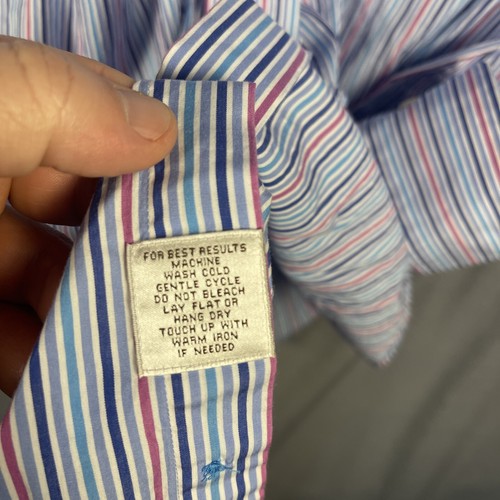 FOR BEST RESULTS
MACHINE
WASH COLD
GENTLE CYCLE
DO NOT BLEACH
LAY FLAT OR
HANG DRY
TOUCH UP WITH
WARM IRON
IF NEEDED